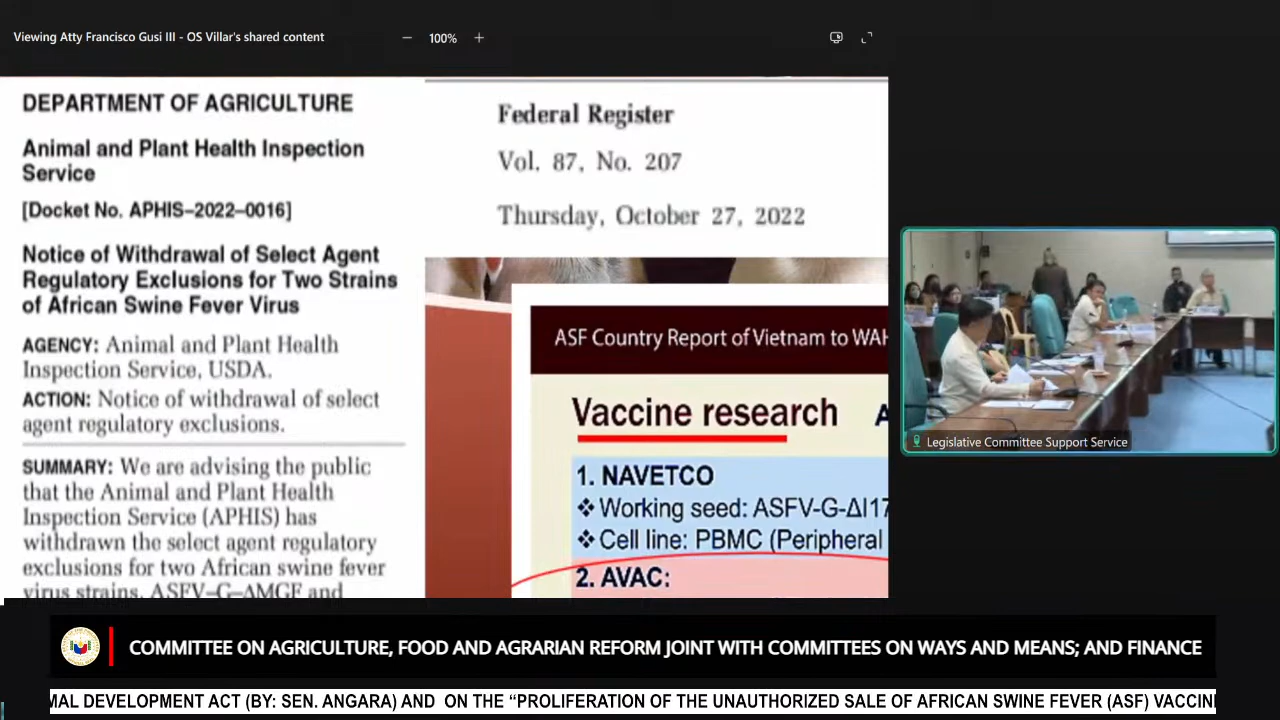 Viewing Atty Francisco Gusi III - OS Villar's shared content
100%
DEPARTMENT OF AGRICULTURE
Animal and Plant Health Inspection
Service
[Docket No. APHIS–2022–0016]
Notice of Withdrawal of Select Agent
Regulatory Exclusions for Two Strains
of African Swine Fever Virus
AGENCY: Animal and Plant Health
Inspection Service, USDA.
ACTION: Notice of withdrawal of select
agent regulatory exclusions.
SUMMARY: We are advising the public
that the Animal and Plant Health
Inspection Service (APHIS) has
withdrawn the select agent regulatory
exclusions for two African swine fever
virus strains, ASFV–G–ΔMGF and
Federal Register
Vol. 87, No. 207
Thursday, October 27, 2022
ASF Country Report of Vietnam to WAH
Vaccine research A
1. NAVETCO
❖ Working seed: ASFV-G-ΔI17
❖ Cell line: PBMC (Peripheral
2. AVAC:
Legislative Committee Support Service
COMMITTEE ON AGRICULTURE, FOOD AND AGRARIAN REFORM JOINT WITH COMMITTEES ON WAYS AND MEANS; AND FINANCE
MAL DEVELOPMENT ACT (BY: SEN. ANGARA) AND ON THE “PROLIFERATION OF THE UNAUTHORIZED SALE OF AFRICAN SWINE FEVER (ASF) VACCIN